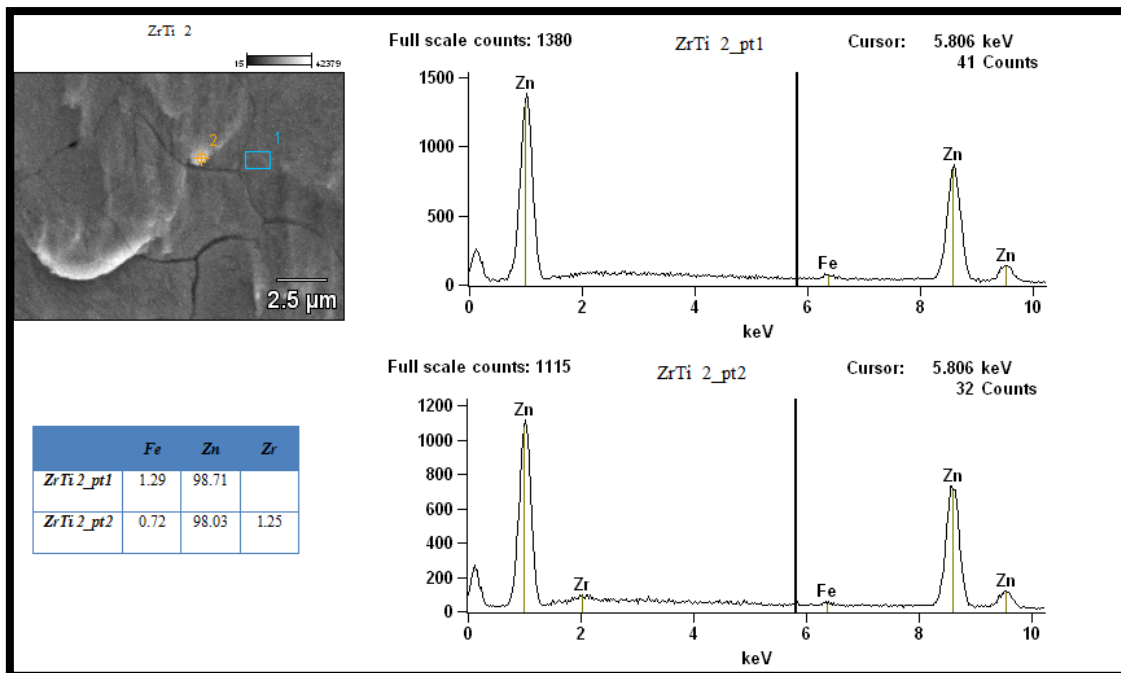 ZrTi 2
15 42379
2
1
2.5 µm
Full scale counts: 1380
ZrTi 2_pt1
Cursor: 5.806 keV
41 Counts
1500
1000
500
0
Zn
Fe
Zn
Zn
0 2 4 6 8 10
keV
Full scale counts: 1115
ZrTi 2_pt2
Cursor: 5.806 keV
32 Counts
1200
1000
800
600
400
200
0
Zn
Zr
Fe
Zn
Zn
0 2 4 6 8 10
keV
Fe Zn Zr
ZrTi 2_pt1 1.29 98.71
ZrTi 2_pt2 0.72 98.03 1.25